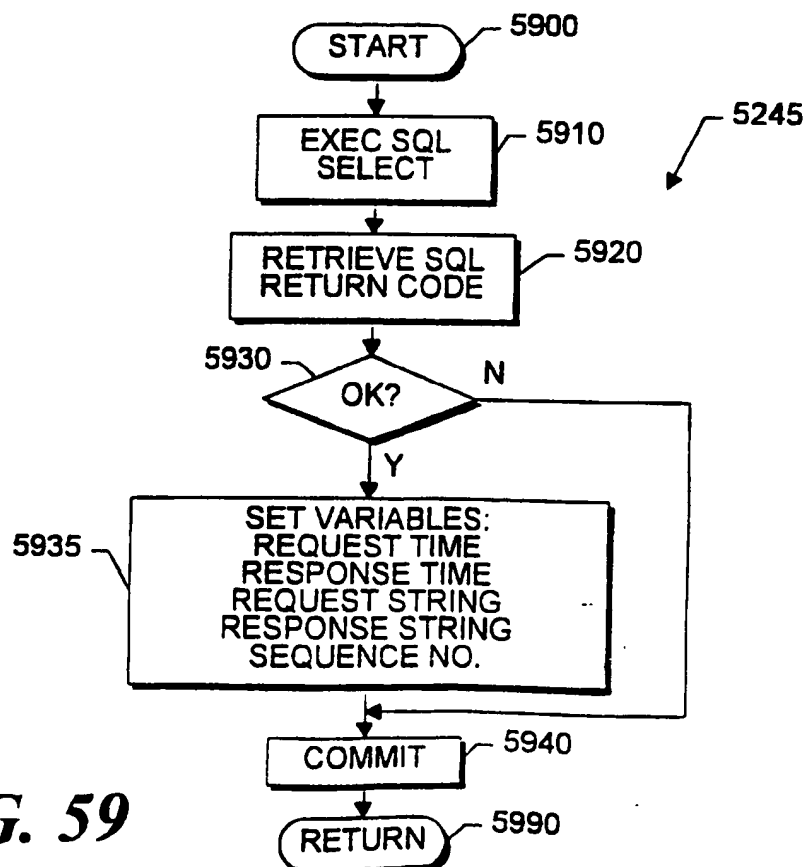 START
5900
EXEC SQL
SELECT
5910
5245
RETRIEVE SQL
RETURN CODE
5920
5930
OK?
N
Y
5935
SET VARIABLES:
REQUEST TIME
RESPONSE TIME
REQUEST STRING
RESPONSE STRING
SEQUENCE NO.
COMMIT
5940
G. 59
RETURN
5990